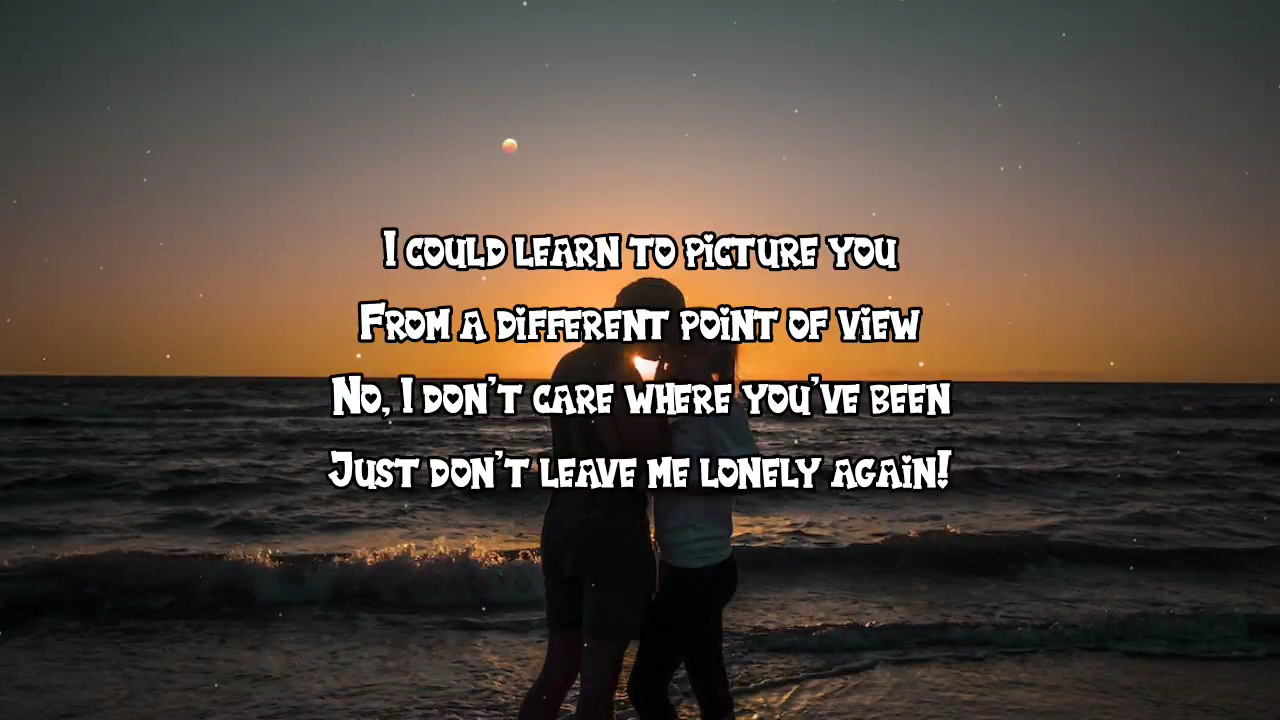 I could learn to picture you
From a different point of view
No, I don't care where you've been
Just don't leave me lonely again!